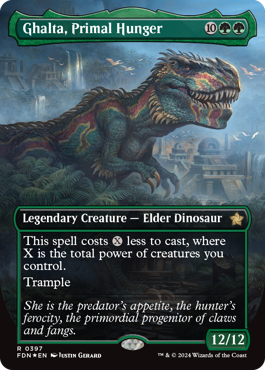 Ghalta, Primal Hunger 10
Legendary Creature — Elder Dinosaur
This spell costs X less to cast, where
X is the total power of creatures you
control.
Trample
She is the predator's appetite, the hunter's
ferocity, the primordial progenitor of claws
and fangs.
12/12
R 0397
FDN★EN Justin Gerard
™ & © 2024 Wizards of the Coast